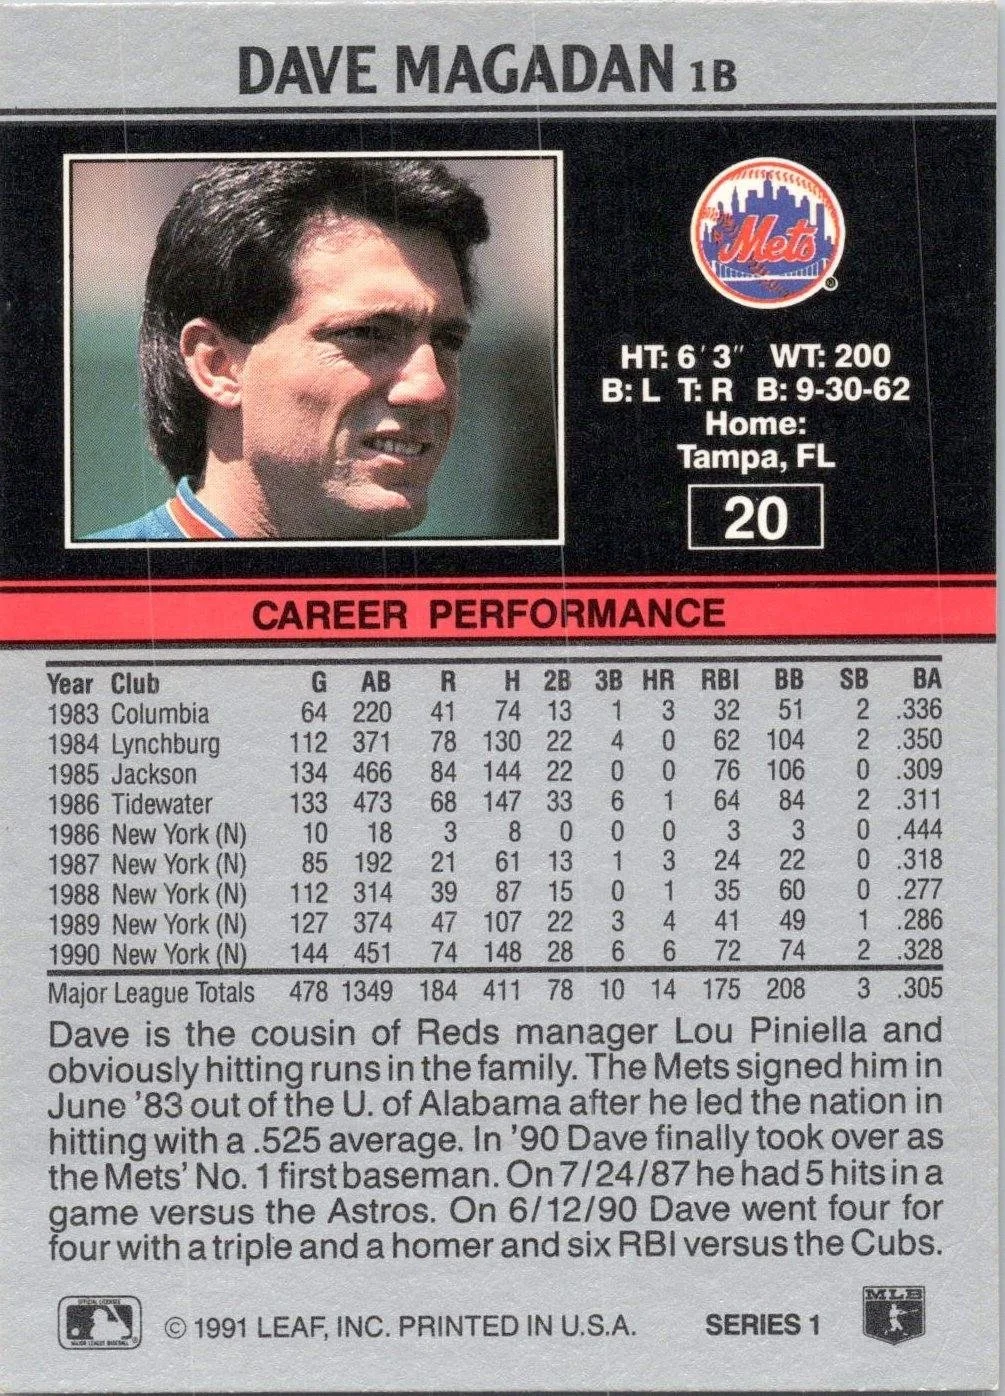 DAVE MAGADAN 1B
Mets
®
HT: 6' 3" WT: 200
B: L T: R B: 9-30-62
Home:
Tampa, FL
20
CAREER PERFORMANCE
Year Club G AB R H 2B 3B HR RBI BB SB BA
1983 Columbia 64 220 41 74 13 1 3 32 51 2 .336
1984 Lynchburg 112 371 78 130 22 4 0 62 104 2 .350
1985 Jackson 134 466 84 144 22 0 0 76 106 0 .309
1986 Tidewater 133 473 68 147 33 6 1 64 84 2 .311
1986 New York (N) 10 18 3 8 0 0 0 3 3 0 .444
1987 New York (N) 85 192 21 61 13 1 3 24 22 0 .318
1988 New York (N) 112 314 39 87 15 0 1 35 60 0 .277
1989 New York (N) 127 374 47 107 22 3 4 41 49 1 .286
1990 New York (N) 144 451 74 148 28 6 6 72 74 2 .328
Major League Totals 478 1349 184 411 78 10 14 175 208 3 .305
Dave is the cousin of Reds manager Lou Piniella and
obviously hitting runs in the family. The Mets signed him in
June '83 out of the U. of Alabama after he led the nation in
hitting with a .525 average. In '90 Dave finally took over as
the Mets' No. 1 first baseman. On 7/24/87 he had 5 hits in a
game versus the Astros. On 6/12/90 Dave went four for
four with a triple and a homer and six RBI versus the Cubs.
OFFICIAL LICENSEE
MAJOR LEAGUE BASEBALL
© 1991 LEAF, INC. PRINTED IN U.S.A. SERIES 1
MLB